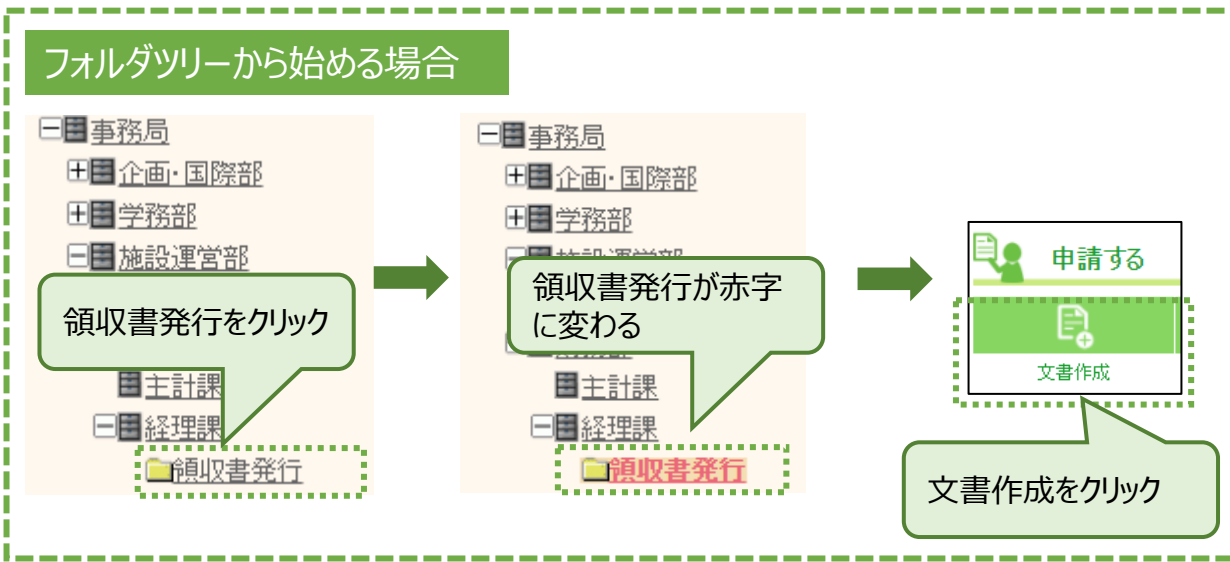 フォルダツリーから始める場合
事務局
企画・国際部
学務部
施設運営部
領収書発行をクリック
主計課
経理課
領収書発行
事務局
企画・国際部
学務部
領収書発行が赤字
に変わる
主計課
経理課
領収書発行
申請する
文書作成
文書作成をクリック